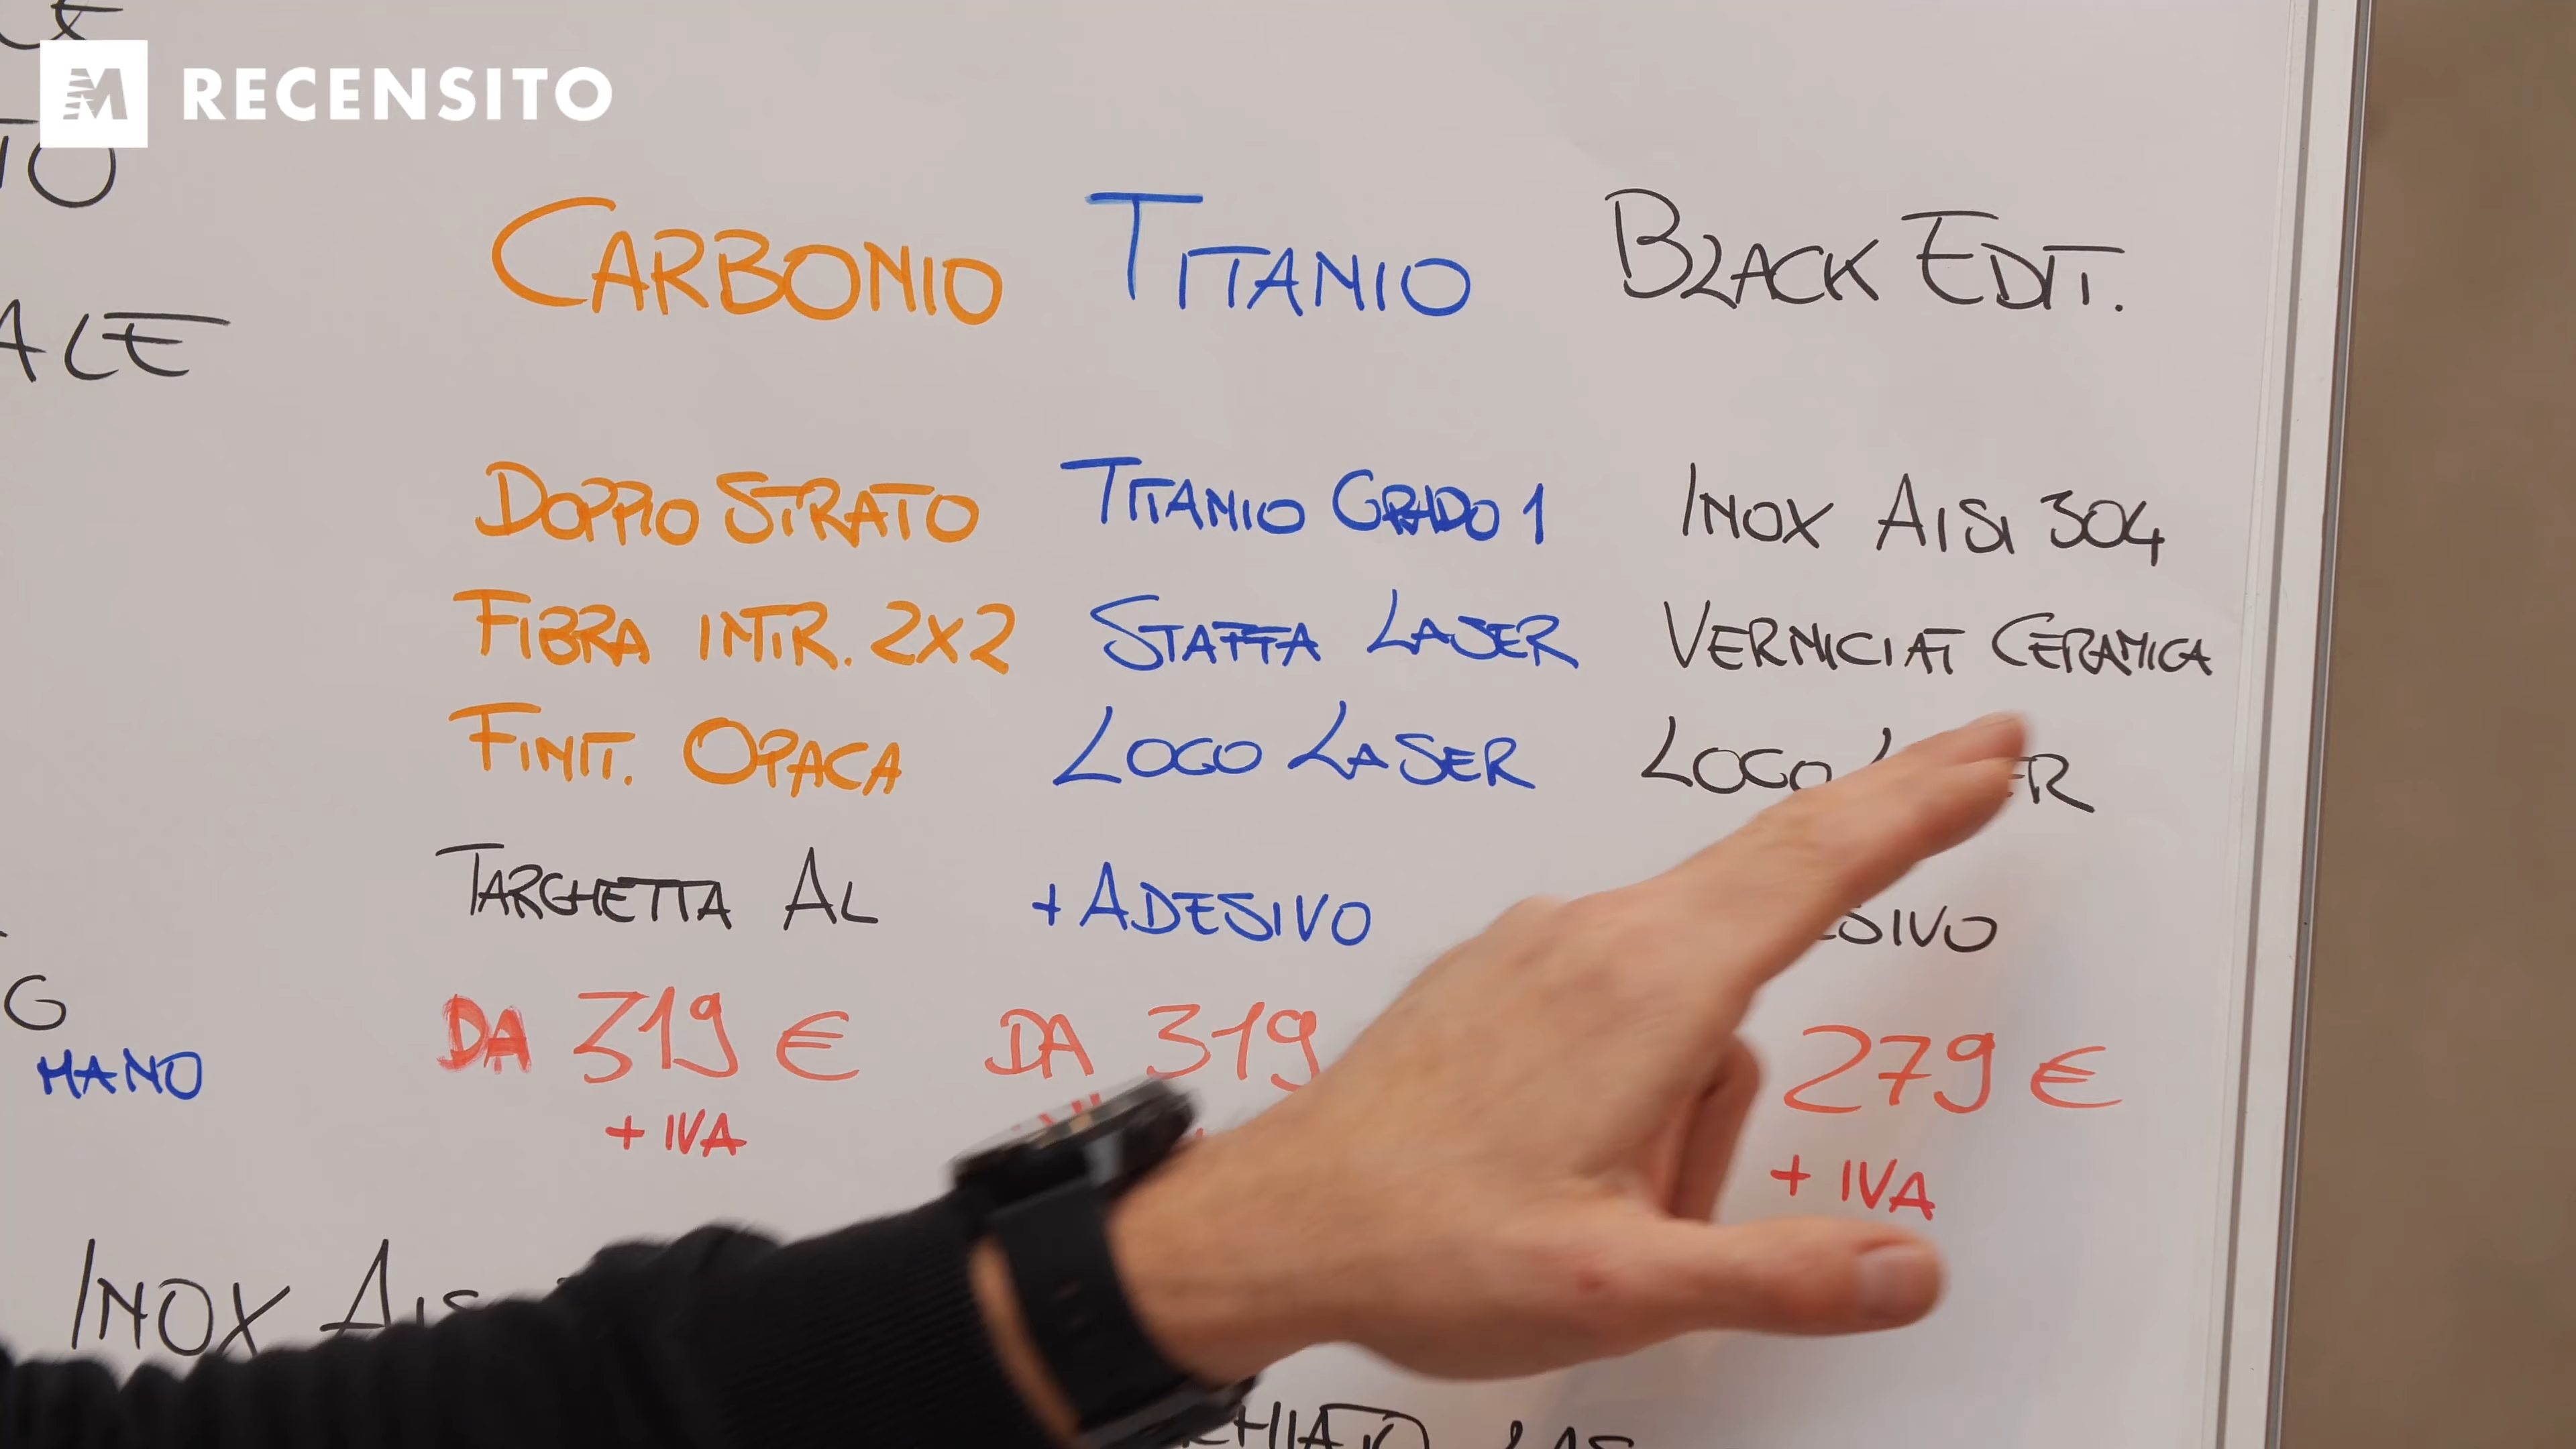 RECENSITO
TO
CARBONIO TITANIO BLACK EDIT.
ALE
DOPPIO STRATO TITANIO GRADO 1 INOX AISI 304
FIBRA INTR. 2X2 STAFFA LASER VERNICIAT CERAMICA
FINIT. OPACA LOGO LASER LOGO
TARGHETTA AL + ADESIVO
DA 319 € DA 319 279 €
G
MANO
+ IVA + IVA
INOX